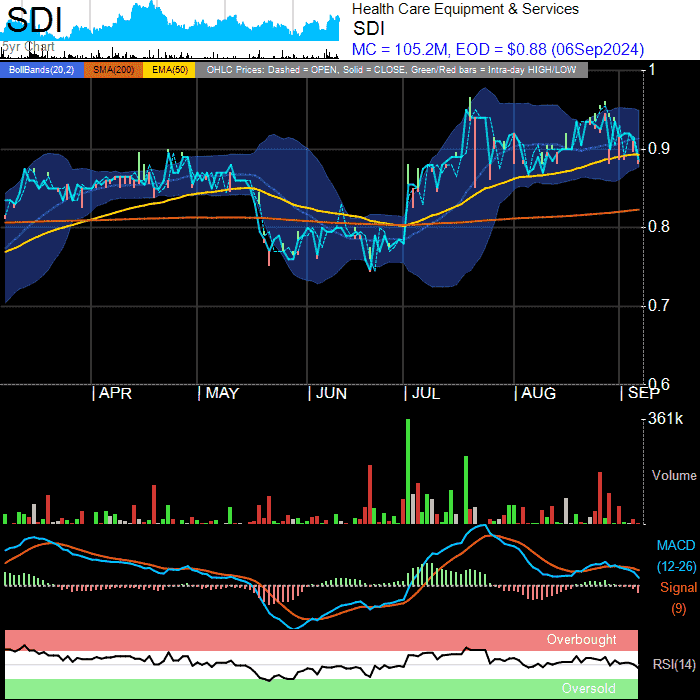 SDI
5yr Chart
Health Care Equipment & Services
SDI
MC = 105.2M, EOD = $0.88 (06Sep2024)
BollBands(20,2) SMA(200) EMA(50) OHLC Prices: Dashed = OPEN, Solid = CLOSE, Green/Red bars = Intra-day HIGH/LOW
1
0.9
0.8
0.7
0.6
| APR | MAY | JUN | JUL | AUG | SEP
361k
Volume
MACD
(12-26)
Signal
(9)
Overbought
RSI(14)
Oversold